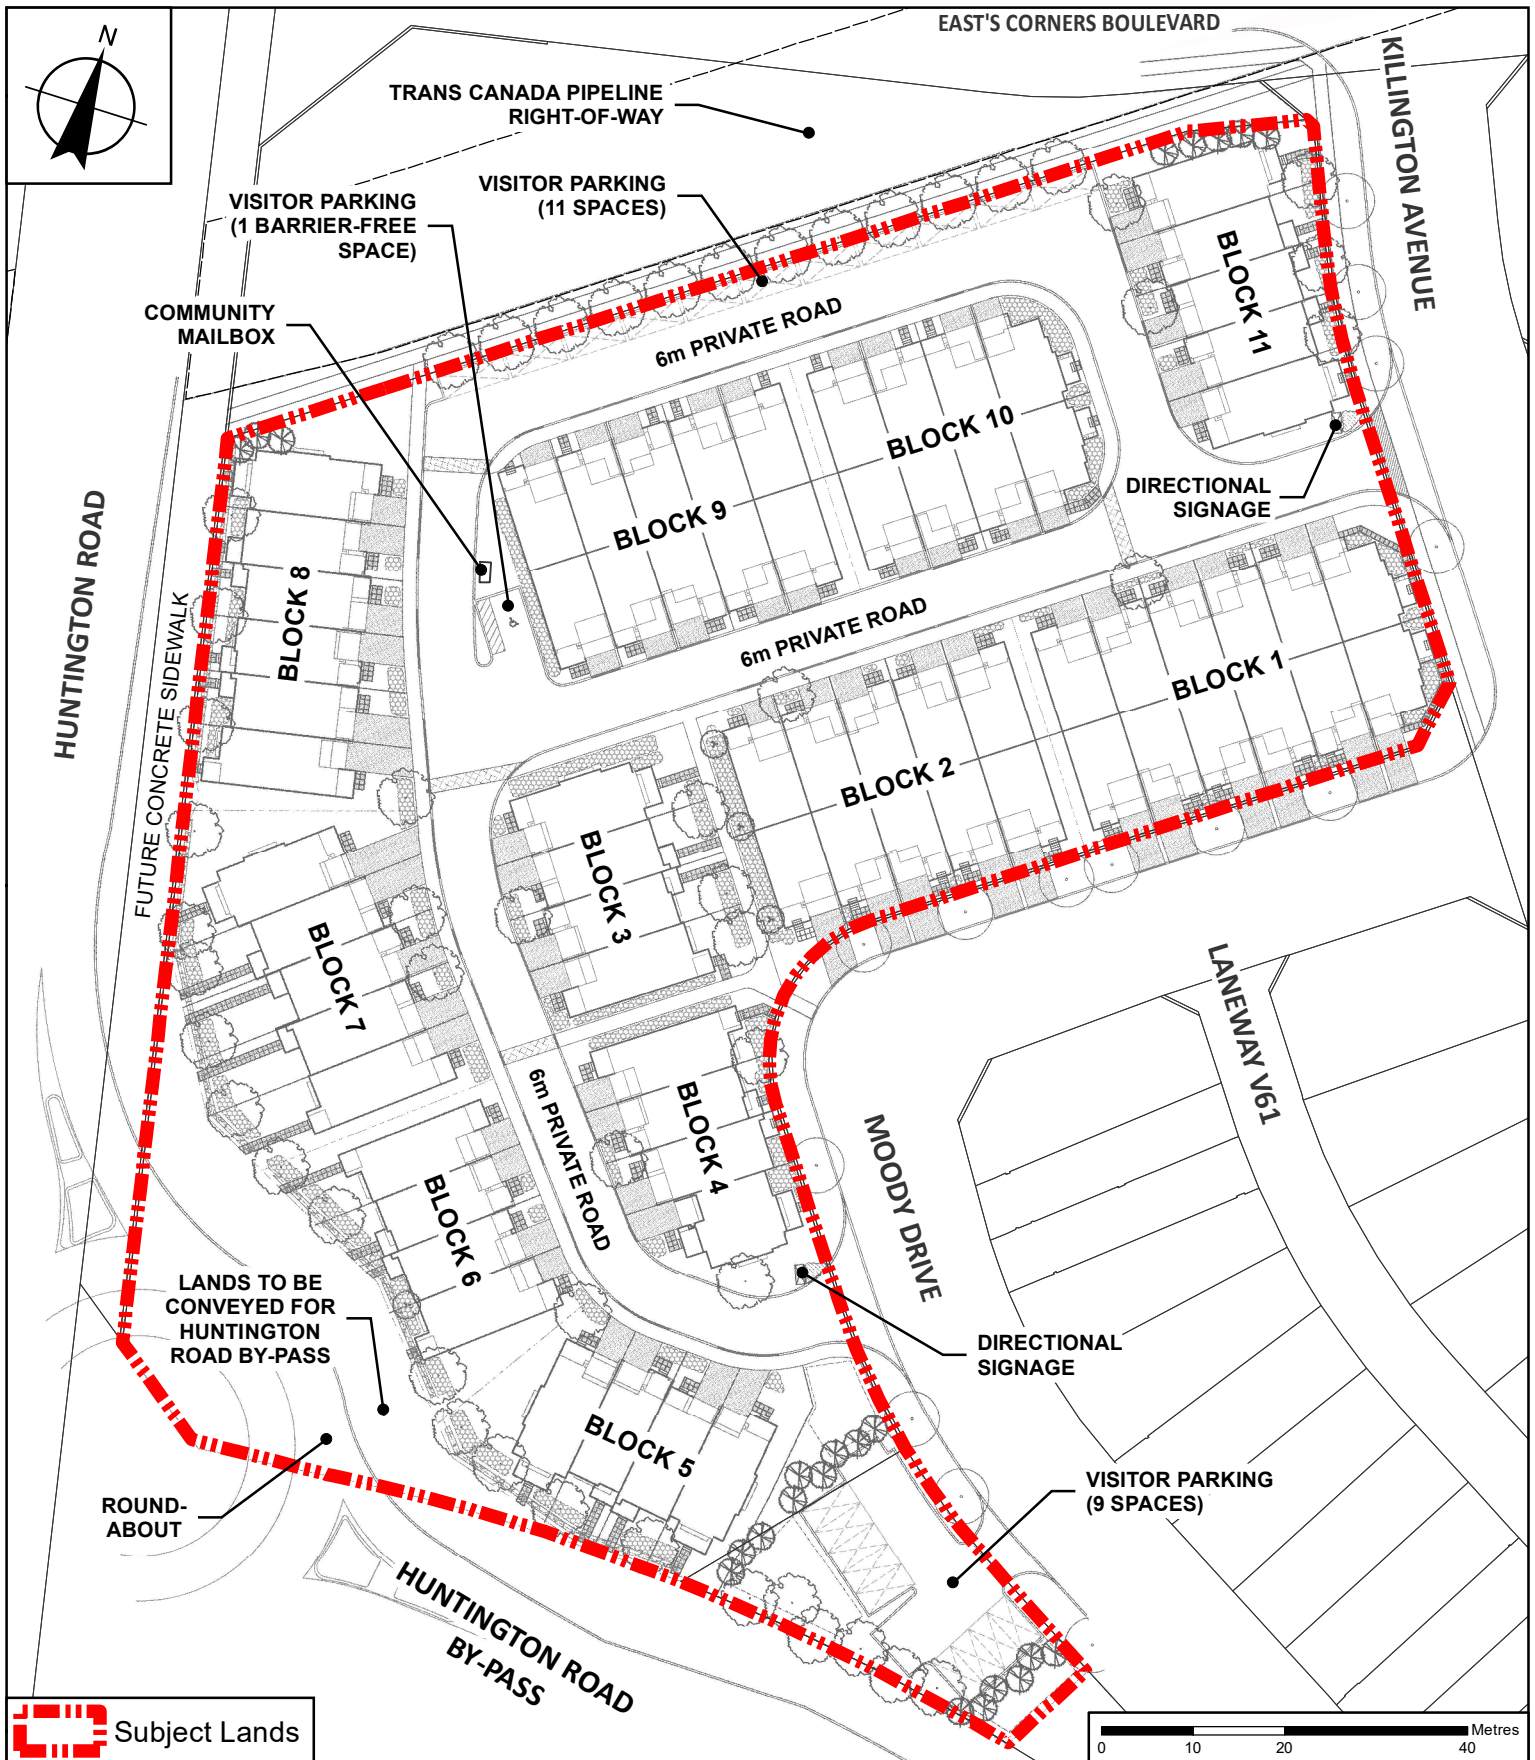 EAST'S CORNERS BOULEVARD
N
KILLINGTON AVENUE
TRANS CANADA PIPELINE
RIGHT-OF-WAY
VISITOR PARKING
(11 SPACES)
VISITOR PARKING
(1 BARRIER-FREE
SPACE)
COMMUNITY
MAILBOX
6m PRIVATE ROAD
BLOCK 11
BLOCK 10
BLOCK 9
DIRECTIONAL
SIGNAGE
HUNTINGTON ROAD
FUTURE CONCRETE SIDEWALK
BLOCK 8
6m PRIVATE ROAD
BLOCK 1
BLOCK 2
BLOCK 3
BLOCK 7
LANEWAY V61
BLOCK 4
6m PRIVATE ROAD
MOODY DRIVE
BLOCK 6
LANDS TO BE
CONVEYED FOR
HUNTINGTON
ROAD BY-PASS
DIRECTIONAL
SIGNAGE
BLOCK 5
ROUND-
ABOUT
VISITOR PARKING
(9 SPACES)
HUNTINGTON ROAD
BY-PASS
Subject Lands
Metres
0 10 20 40